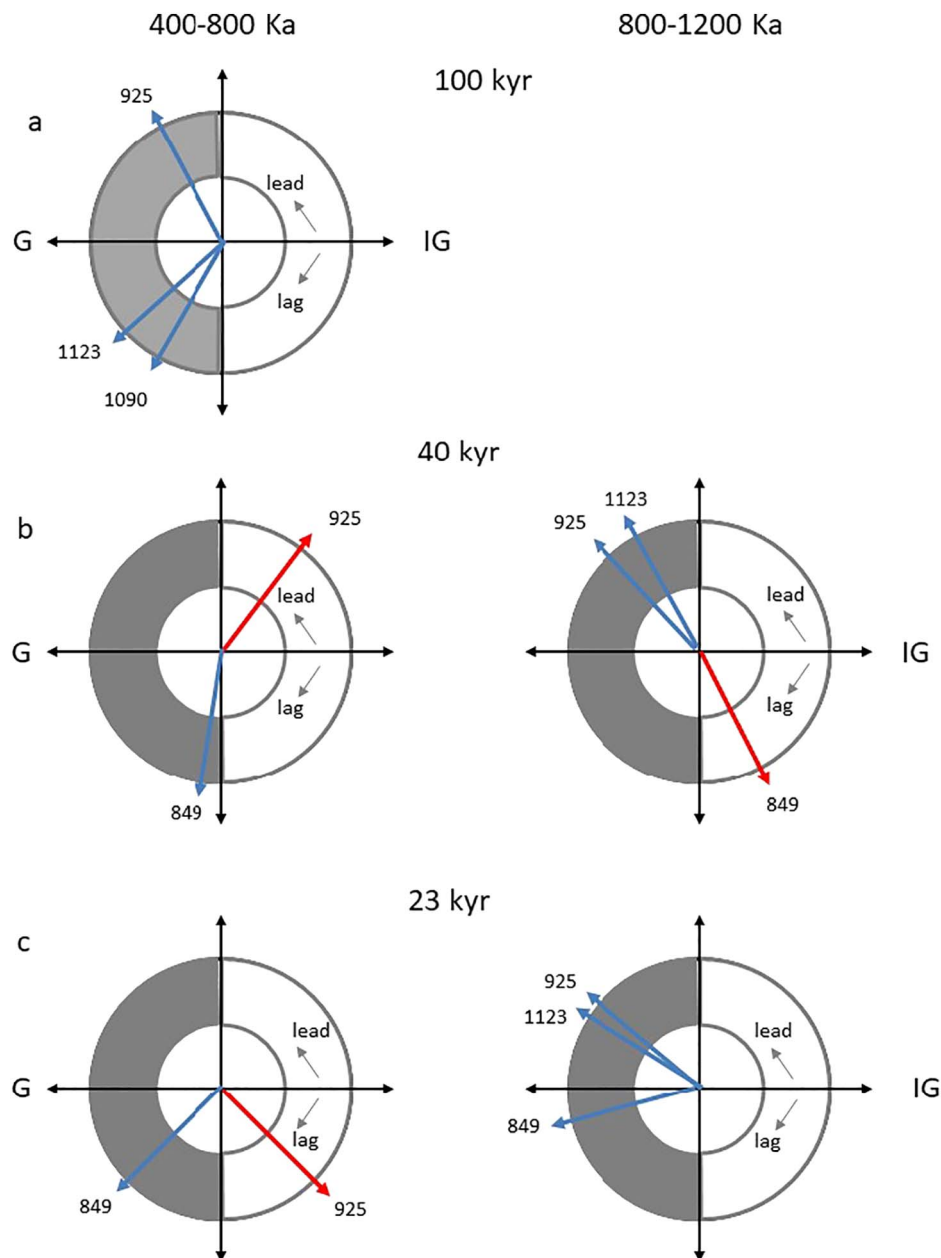 400-800 Ka
800-1200 Ka
100 kyr
a
925
lead
G
IG
lag
1123
1090
40 kyr
b
925
lead
G
lag
849
1123
925
lead
IG
lag
849
23 kyr
c
lead
G
lag
849
925
925
1123
lead
IG
849
lag